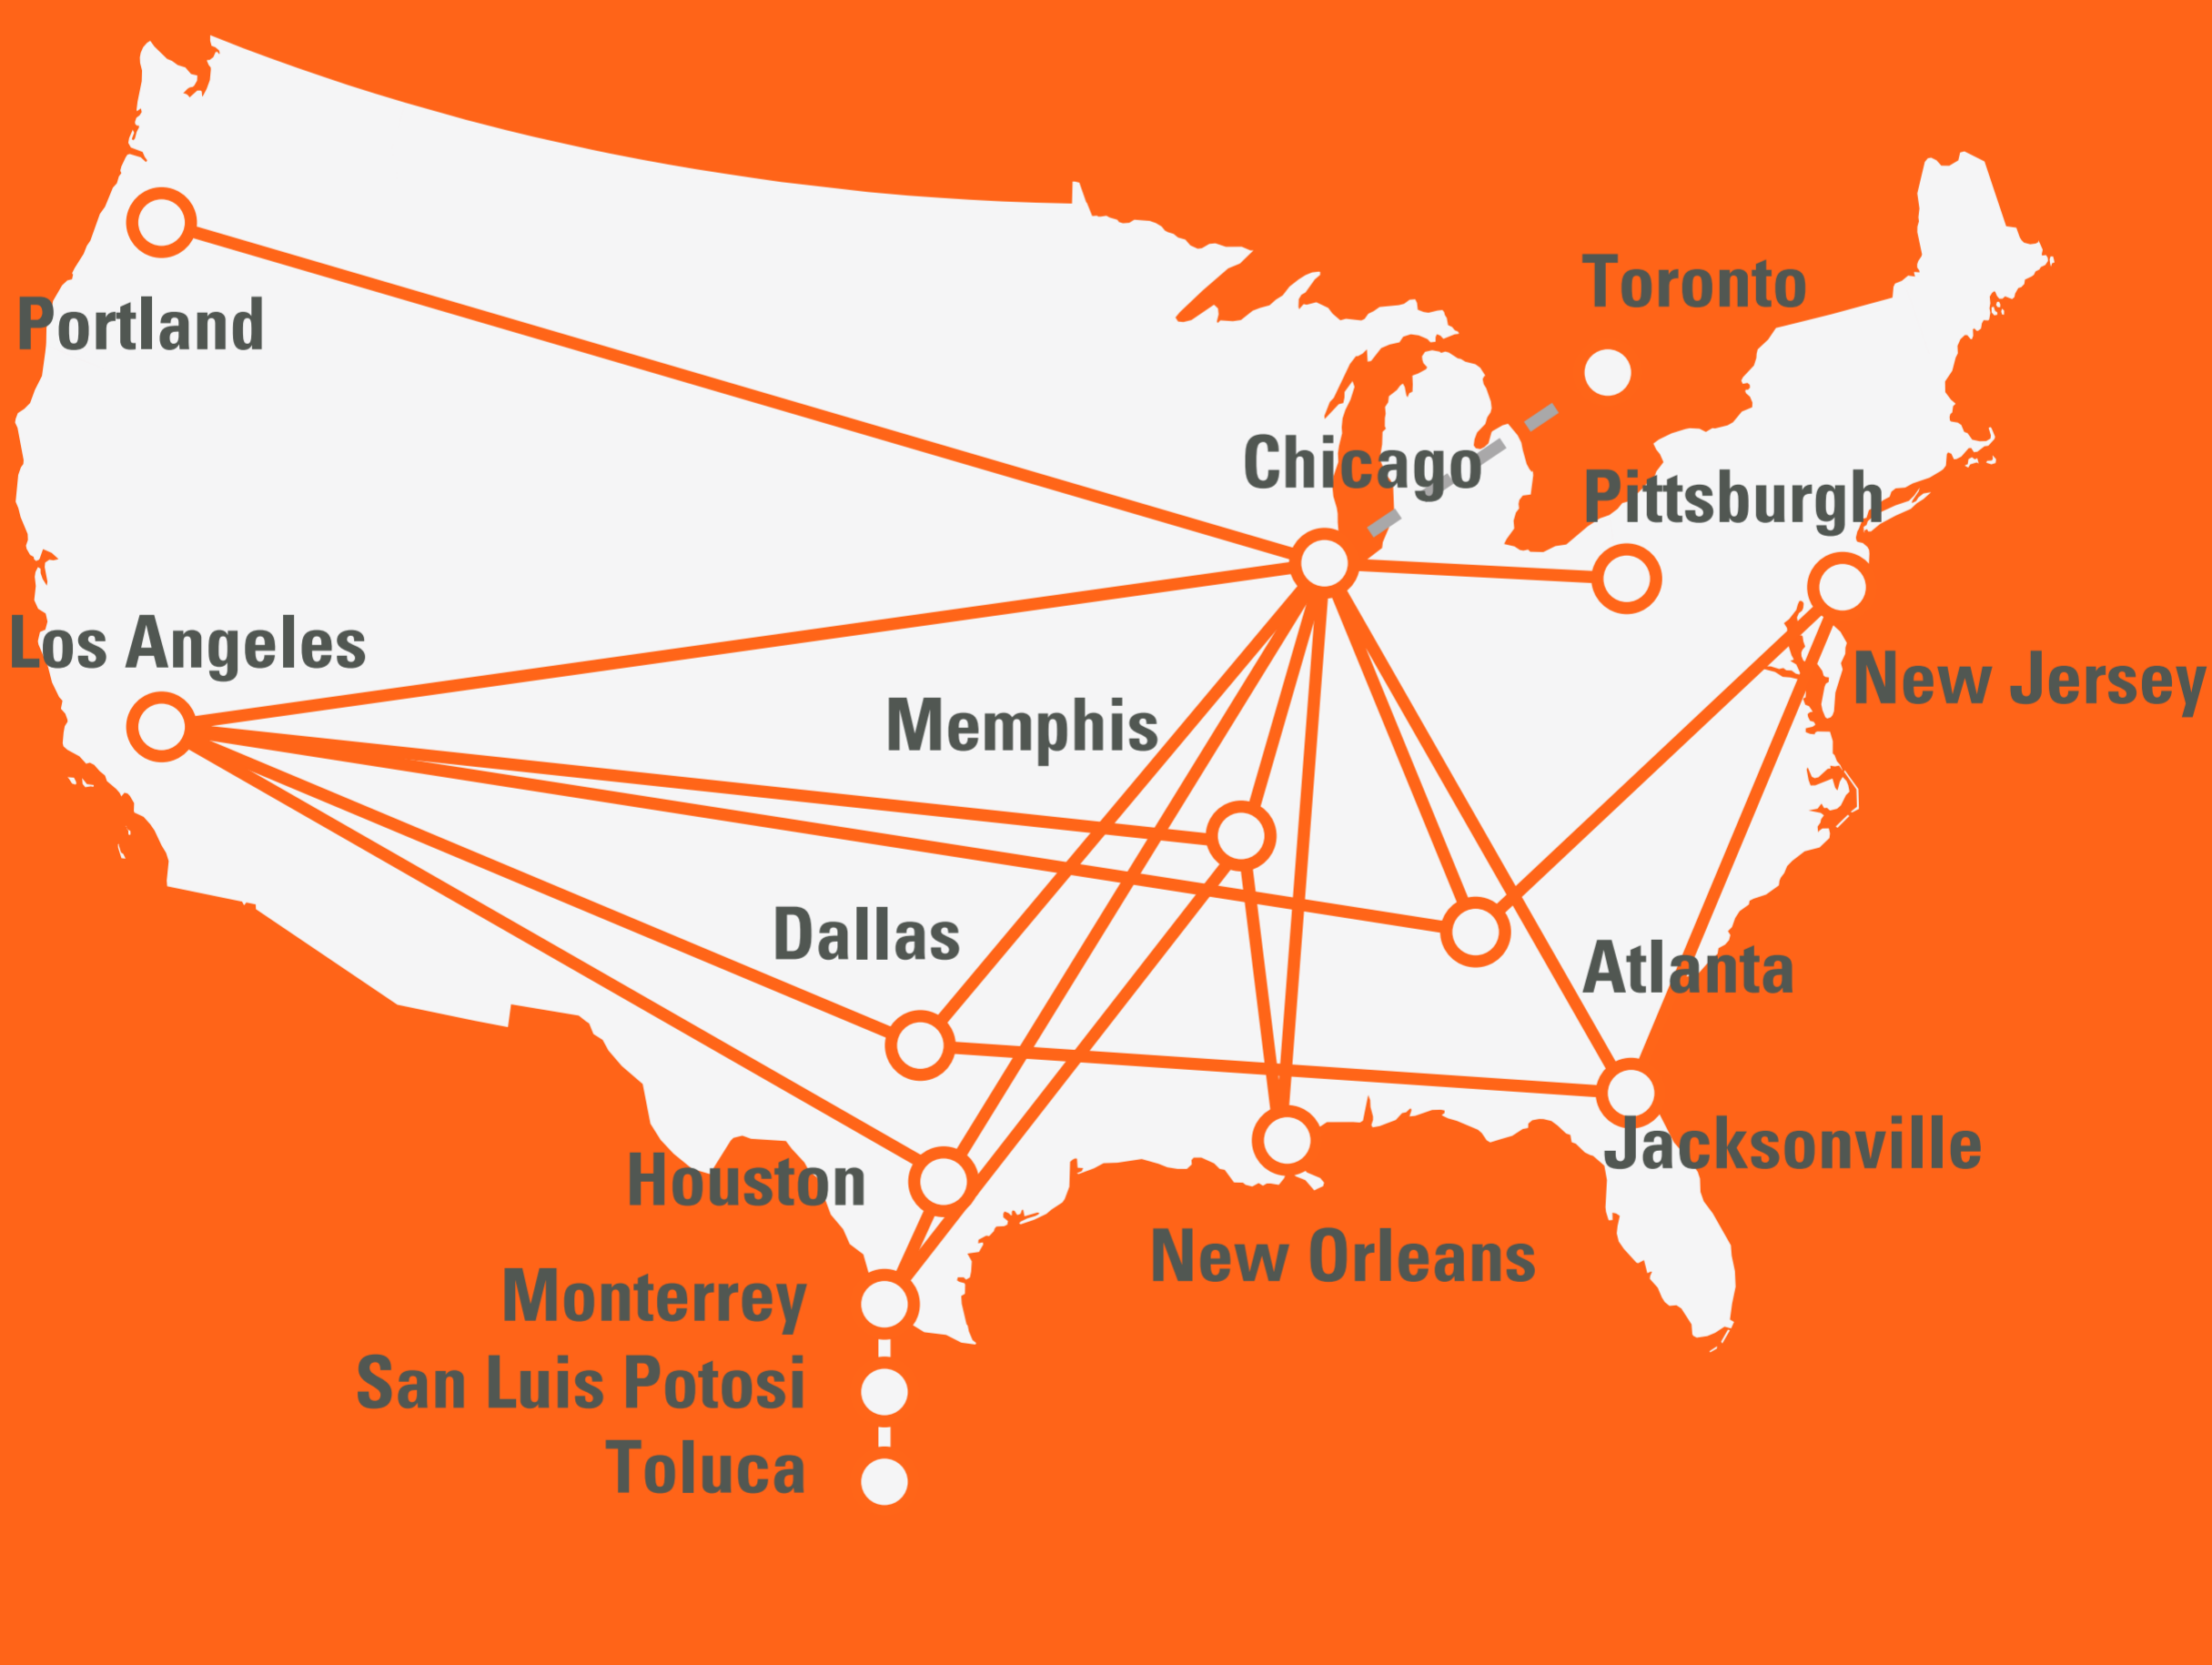 Toronto
Portland
Chicago
Pittsburgh
Los Angeles
New Jersey
Memphis
Dallas
Atlanta
Jacksonville
Houston
New Orleans
Monterrey
San Luis Potosi
Toluca